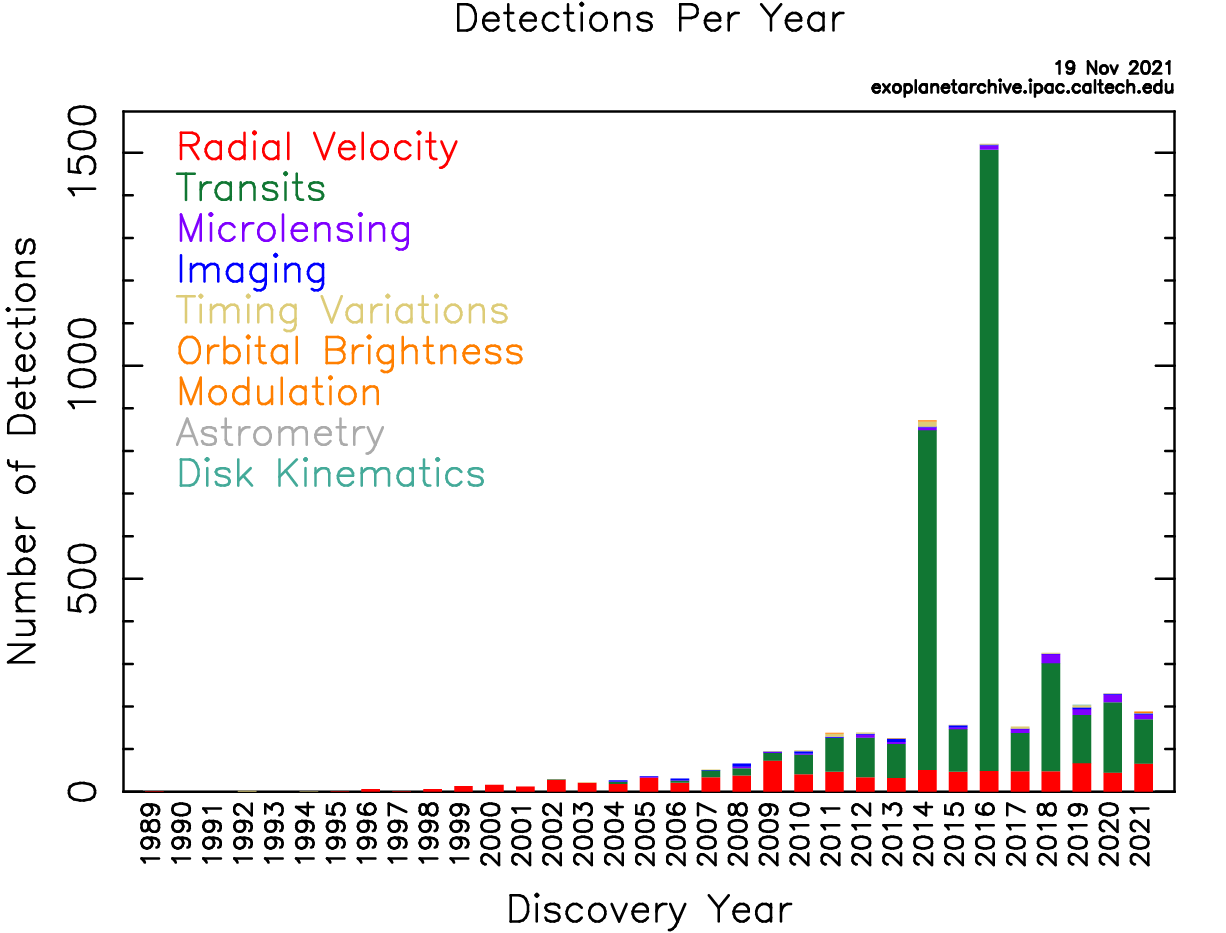 Detections Per Year
19 Nov 2021
exoplanetarchive.ipac.caltech.edu
Number of Detections
1500
1000
500
0
Radial Velocity
Transits
Microlensing
Imaging
Timing Variations
Orbital Brightness
Modulation
Astrometry
Disk Kinematics
1989
1990
1991
1992
1993
1994
1995
1996
1997
1998
1999
2000
2001
2002
2003
2004
2005
2006
2007
2008
2009
2010
2011
2012
2013
2014
2015
2016
2017
2018
2019
2020
2021
Discovery Year